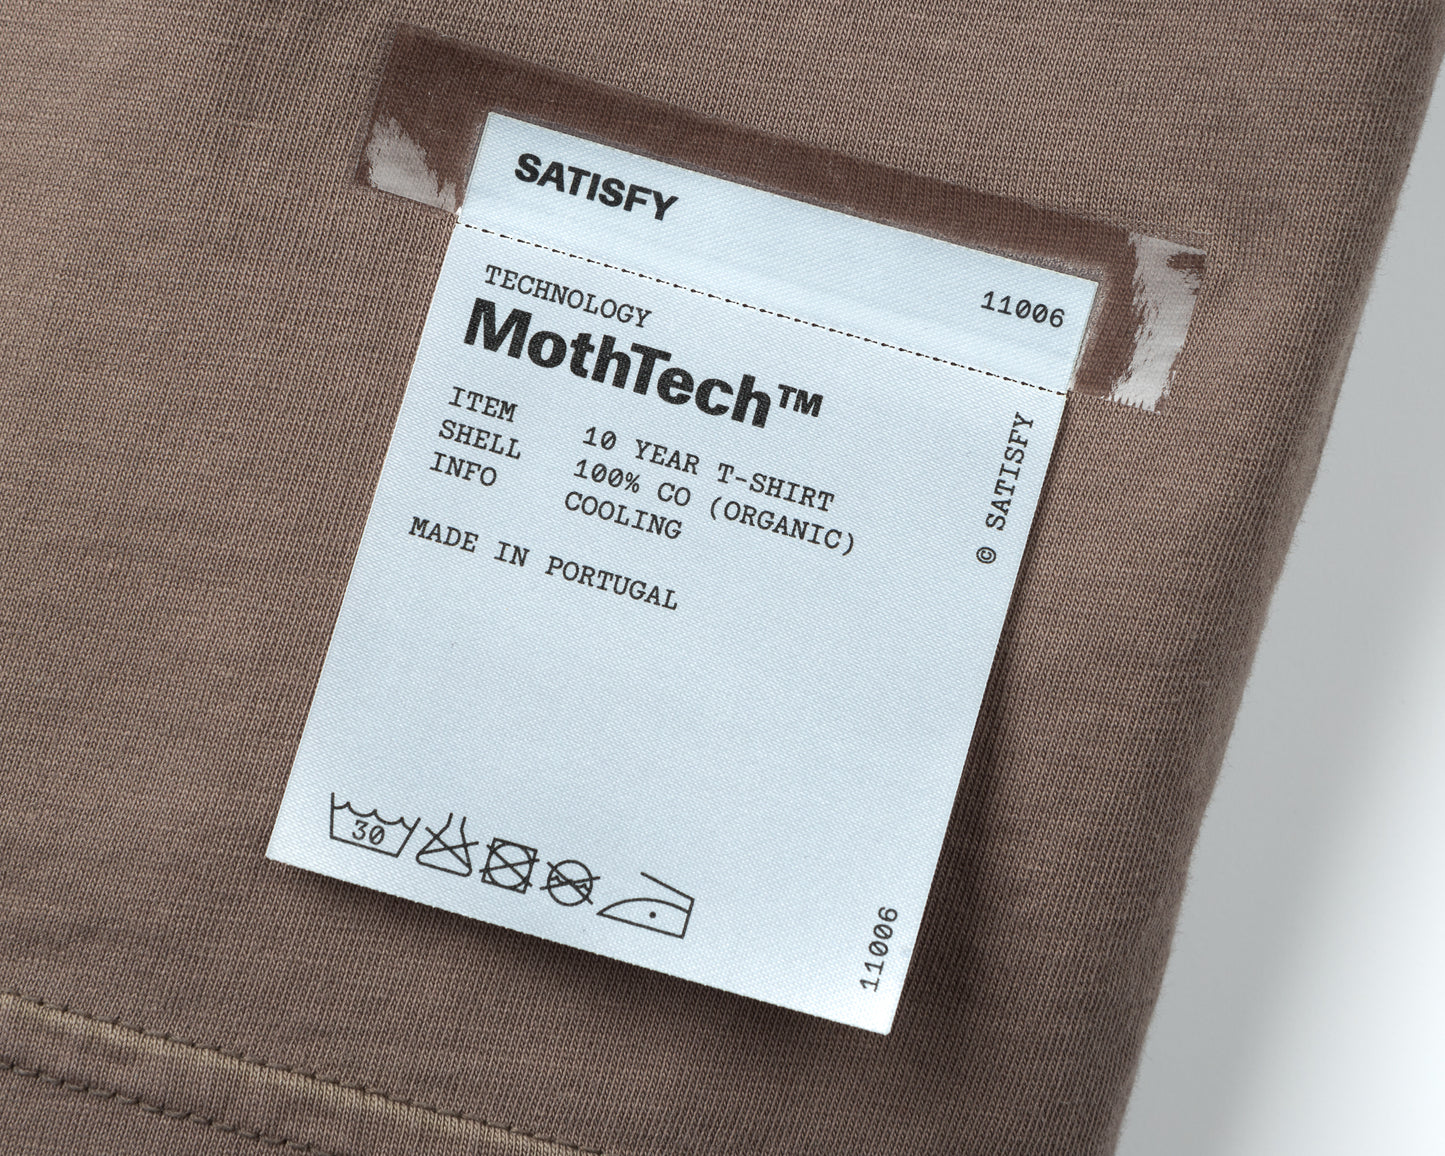 SATISFY
11006
TECHNOLOGY
MothTech™
ITEM 10 YEAR T-SHIRT
SHELL 100% CO (ORGANIC)
INFO COOLING
MADE IN PORTUGAL
© SATISFY
30
11006